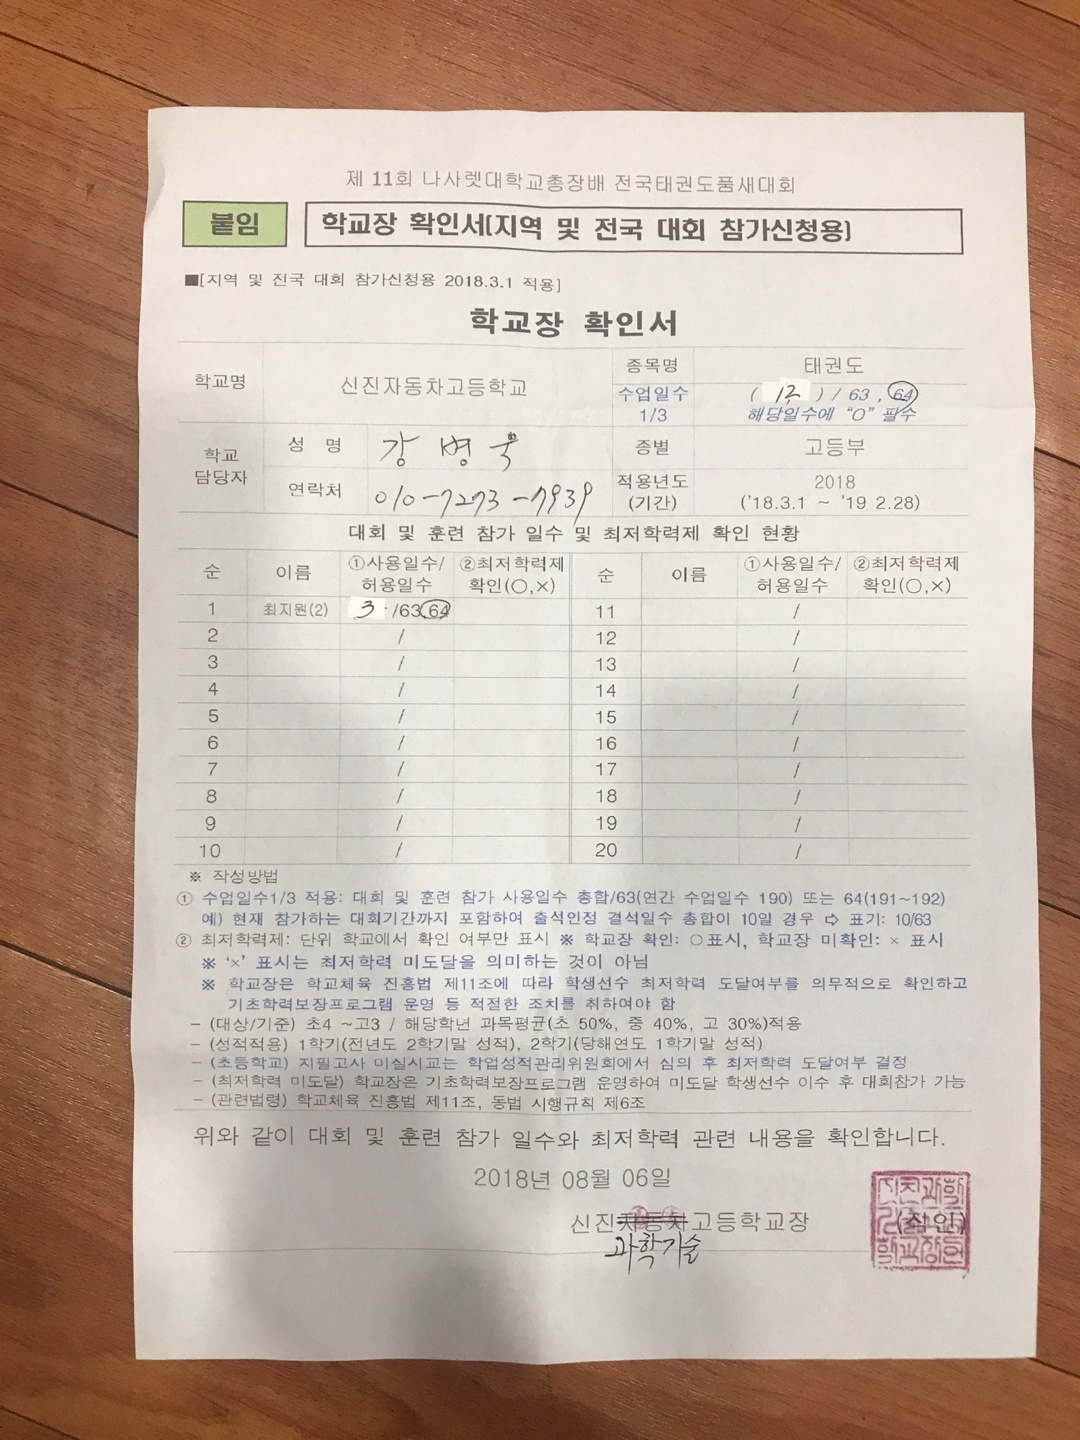 제 11회 나사렛대학교총장배 전국태권도품새대회
붙임 학교장 확인서(지역 및 전국 대회 참가신청용)
■[지역 및 전국 대회 참가신청용 2018.3.1 적용]
학교장 확인서
학교명 신진자동차고등학교 종목명 태권도
수업일수 1/3 ( 12 ) / 63 , 64
해당일수에 "O" 필수
학교 담당자 성 명 강병욱 종별 고등부
연락처 010-7273-7939 적용년도 (기간) 2018
('18.3.1 ~ '19 2.28)
대회 및 훈련 참가 일수 및 최저학력제 확인 현황
순 이름 ①사용일수/허용일수 ②최저학력제 확인(○,×) 순 이름 ①사용일수/허용일수 ②최저학력제 확인(○,×)
1 최지원(2) 3 /63,64 11 /
2 / 12 /
3 / 13 /
4 / 14 /
5 / 15 /
6 / 16 /
7 / 17 /
8 / 18 /
9 / 19 /
10 / 20 /
※ 작성방법
① 수업일수1/3 적용: 대회 및 훈련 참가 사용일수 총합/63(연간 수업일수 190) 또는 64(191~192)
예) 현재 참가하는 대회기간까지 포함하여 출석인정 결석일수 총합이 10일 경우 ⇨ 표기: 10/63
② 최저학력제: 단위 학교에서 확인 여부만 표시 ※ 학교장 확인: ○표시, 학교장 미확인: × 표시
※ '×' 표시는 최저학력 미도달을 의미하는 것이 아님
※ 학교장은 학교체육 진흥법 제11조에 따라 학생선수 최저학력 도달여부를 의무적으로 확인하고
기초학력보장프로그램 운영 등 적절한 조치를 취하여야 함
- (대상/기준) 초4 ~고3 / 해당학년 과목평균(초 50%, 중 40%, 고 30%)적용
- (성적적용) 1학기(전년도 2학기말 성적), 2학기(당해연도 1학기말 성적)
- (초등학교) 지필고사 미실시교는 학업성적관리위원회에서 심의 후 최저학력 도달여부 결정
- (최저학력 미도달) 학교장은 기초학력보장프로그램 운영하여 미도달 학생선수 이수 후 대회참가 가능
- (관련법령) 학교체육 진흥법 제11조, 동법 시행규칙 제6조
위와 같이 대회 및 훈련 참가 일수와 최저학력 관련 내용을 확인합니다.
2018년 08월 06일
신진자동차고등학교장 (직인)
과학기술